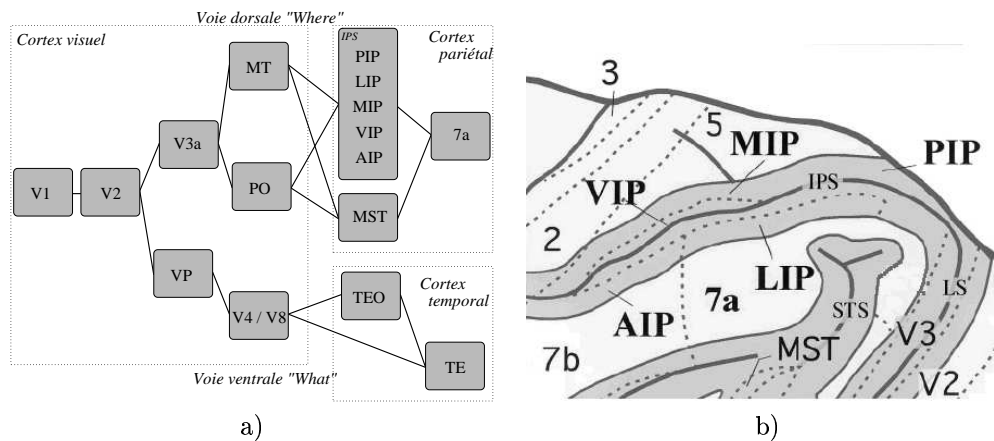 Voie dorsale "Where"
Cortex visuel
IPS
Cortex
pariétal
MT
PIP
LIP
MIP
VIP
AIP
V3a
7a
V1
V2
PO
MST
VP
Cortex
temporal
TEO
V4 / V8
TE
Voie ventrale "What"
a)
3
5
MIP
PIP
VIP
IPS
2
LIP
7a
LS
AIP
STS
V3
7b
MST
V2
b)